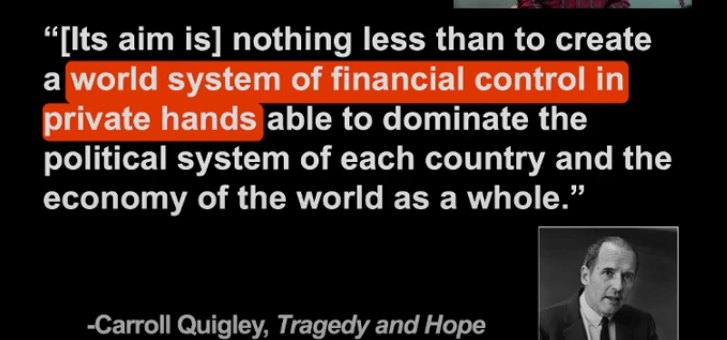 “[Its aim is] nothing less than to create
a world system of financial control in
private hands able to dominate the
political system of each country and the
economy of the world as a whole.”
-Carroll Quigley, Tragedy and Hope